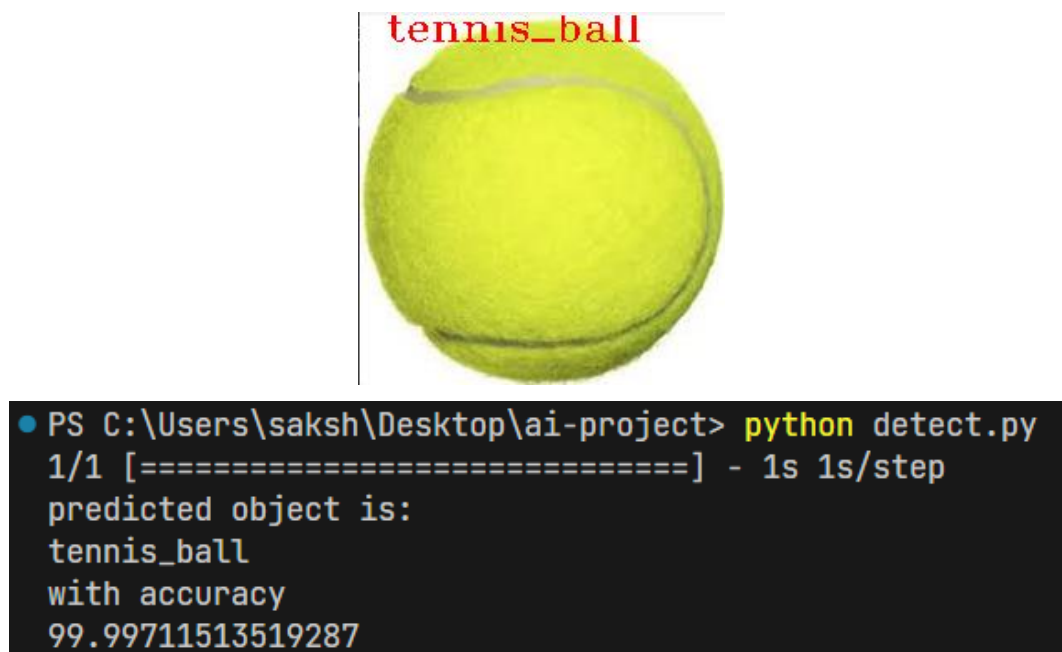 tennis_ball
PS C:\Users\saksh\Desktop\ai-project> python detect.py
1/1 [==============================] - 1s 1s/step
predicted object is:
tennis_ball
with accuracy
99.99711513519287